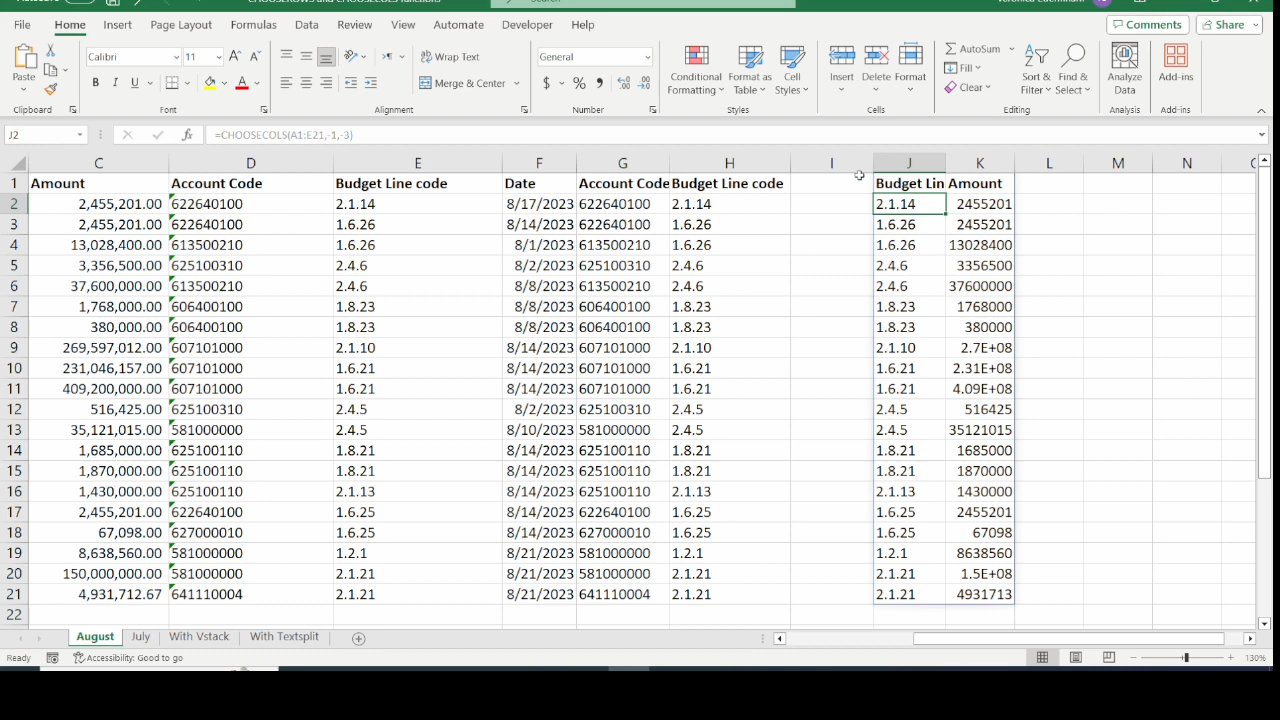 CHOOSEROWS and CHOOSECOLS functions
Search
File Home Insert Page Layout Formulas Data Review View Automate Developer Help Comments Share
Paste
Calibri 11
B I U
Wrap Text
Merge & Center
General
$ % ,
Conditional Formatting
Format as Table
Cell Styles
Insert Delete Format
AutoSum
Fill
Clear
Sort & Filter
Find & Select
Analyze Data
Add-ins
Clipboard Font Alignment Number Styles Cells Editing Analysis Add-ins
J2 fx =CHOOSECOLS(A1:E21,-1,-3)
C D E F G H I J K L M N
1 Amount Account Code Budget Line code Date Account Code Budget Line code Budget Lin Amount
2 2,455,201.00 622640100 2.1.14 8/17/2023 622640100 2.1.14 2.1.14 2455201
3 2,455,201.00 622640100 1.6.26 8/14/2023 622640100 1.6.26 1.6.26 2455201
4 13,028,400.00 613500210 1.6.26 8/1/2023 613500210 1.6.26 1.6.26 13028400
5 3,356,500.00 625100310 2.4.6 8/2/2023 625100310 2.4.6 2.4.6 3356500
6 37,600,000.00 613500210 2.4.6 8/8/2023 613500210 2.4.6 2.4.6 37600000
7 1,768,000.00 606400100 1.8.23 8/8/2023 606400100 1.8.23 1.8.23 1768000
8 380,000.00 606400100 1.8.23 8/8/2023 606400100 1.8.23 1.8.23 380000
9 269,597,012.00 607101000 2.1.10 8/14/2023 607101000 2.1.10 2.1.10 2.7E+08
10 231,046,157.00 607101000 1.6.21 8/14/2023 607101000 1.6.21 1.6.21 2.31E+08
11 409,200,000.00 607101000 1.6.21 8/14/2023 607101000 1.6.21 1.6.21 4.09E+08
12 516,425.00 625100310 2.4.5 8/2/2023 625100310 2.4.5 2.4.5 516425
13 35,121,015.00 581000000 2.4.5 8/10/2023 581000000 2.4.5 2.4.5 35121015
14 1,685,000.00 625100110 1.8.21 8/14/2023 625100110 1.8.21 1.8.21 1685000
15 1,870,000.00 625100110 1.8.21 8/14/2023 625100110 1.8.21 1.8.21 1870000
16 1,430,000.00 625100110 2.1.13 8/14/2023 625100110 2.1.13 2.1.13 1430000
17 2,455,201.00 622640100 1.6.25 8/14/2023 622640100 1.6.25 1.6.25 2455201
18 67,098.00 627000010 1.6.25 8/14/2023 627000010 1.6.25 1.6.25 67098
19 8,638,560.00 581000000 1.2.1 8/21/2023 581000000 1.2.1 1.2.1 8638560
20 150,000,000.00 581000000 2.1.21 8/21/2023 581000000 2.1.21 2.1.21 1.5E+08
21 4,931,712.67 641110004 2.1.21 8/21/2023 641110004 2.1.21 2.1.21 4931713
22
August July With Vstack With Textsplit
Ready Accessibility: Good to go 130%